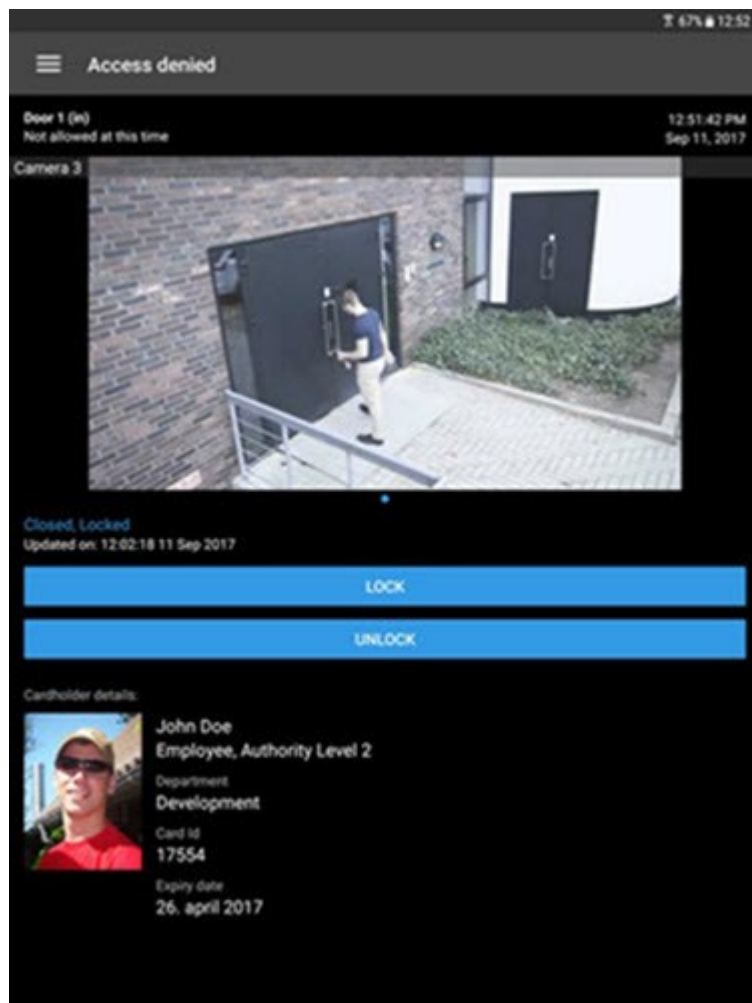 67% 12:52
Access denied
Door 1 (in)
12:51:42 PM
Not allowed at this time
Sep 11, 2017
Camera 3
Closed, Locked
Updated on: 12:02:18 11 Sep 2017
LOCK
UNLOCK
Cardholder details:
John Doe
Employee, Authority Level 2
Department
Development
Card Id
17554
Expiry date
26. april 2017